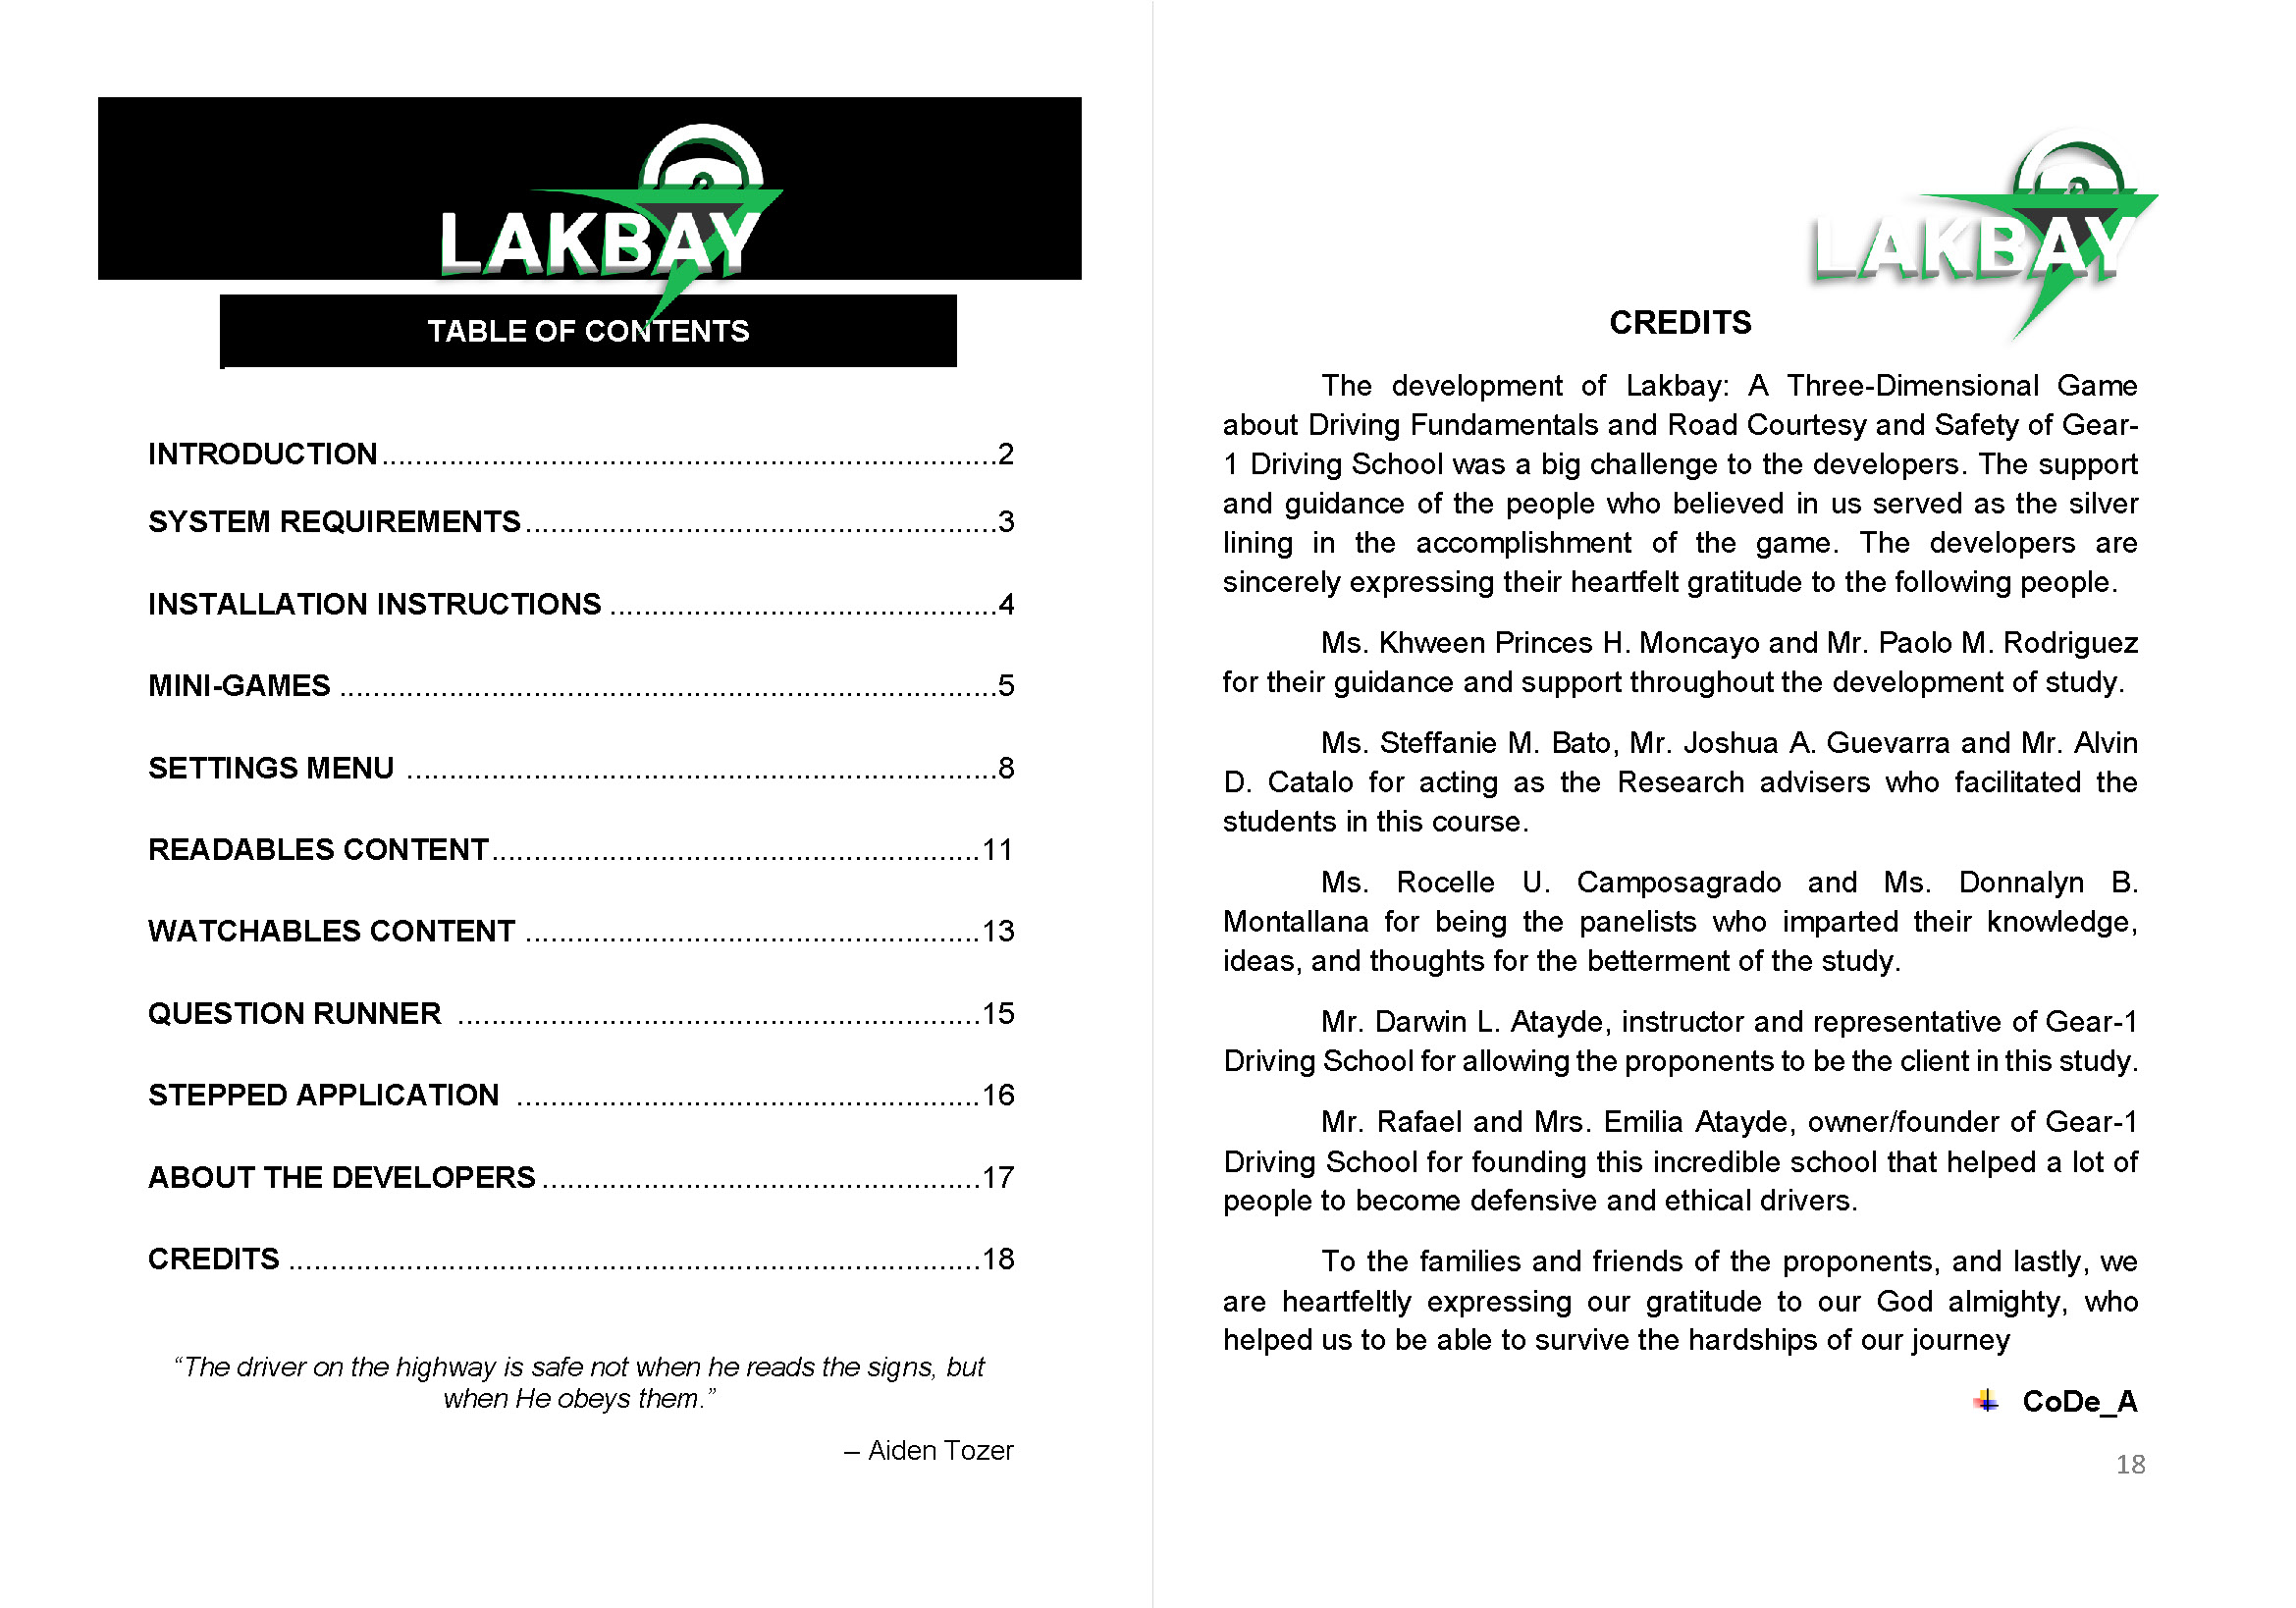 LAKBAY
TABLE OF CONTENTS
INTRODUCTION.........................................................................2
SYSTEM REQUIREMENTS........................................................3
INSTALLATION INSTRUCTIONS ..............................................4
MINI-GAMES ..............................................................................5
SETTINGS MENU ......................................................................8
READABLES CONTENT..........................................................11
WATCHABLES CONTENT ......................................................13
QUESTION RUNNER ..............................................................15
STEPPED APPLICATION .......................................................16
ABOUT THE DEVELOPERS....................................................17
CREDITS ..................................................................................18
“The driver on the highway is safe not when he reads the signs, but
when He obeys them.”
– Aiden Tozer
LAKBAY
CREDITS
The development of Lakbay: A Three-Dimensional Game
about Driving Fundamentals and Road Courtesy and Safety of Gear-
1 Driving School was a big challenge to the developers. The support
and guidance of the people who believed in us served as the silver
lining in the accomplishment of the game. The developers are
sincerely expressing their heartfelt gratitude to the following people.
Ms. Khween Princes H. Moncayo and Mr. Paolo M. Rodriguez
for their guidance and support throughout the development of study.
Ms. Steffanie M. Bato, Mr. Joshua A. Guevarra and Mr. Alvin
D. Catalo for acting as the Research advisers who facilitated the
students in this course.
Ms. Rocelle U. Camposagrado and Ms. Donnalyn B.
Montallana for being the panelists who imparted their knowledge,
ideas, and thoughts for the betterment of the study.
Mr. Darwin L. Atayde, instructor and representative of Gear-1
Driving School for allowing the proponents to be the client in this study.
Mr. Rafael and Mrs. Emilia Atayde, owner/founder of Gear-1
Driving School for founding this incredible school that helped a lot of
people to become defensive and ethical drivers.
To the families and friends of the proponents, and lastly, we
are heartfeltly expressing our gratitude to our God almighty, who
helped us to be able to survive the hardships of our journey
CoDe_A
18